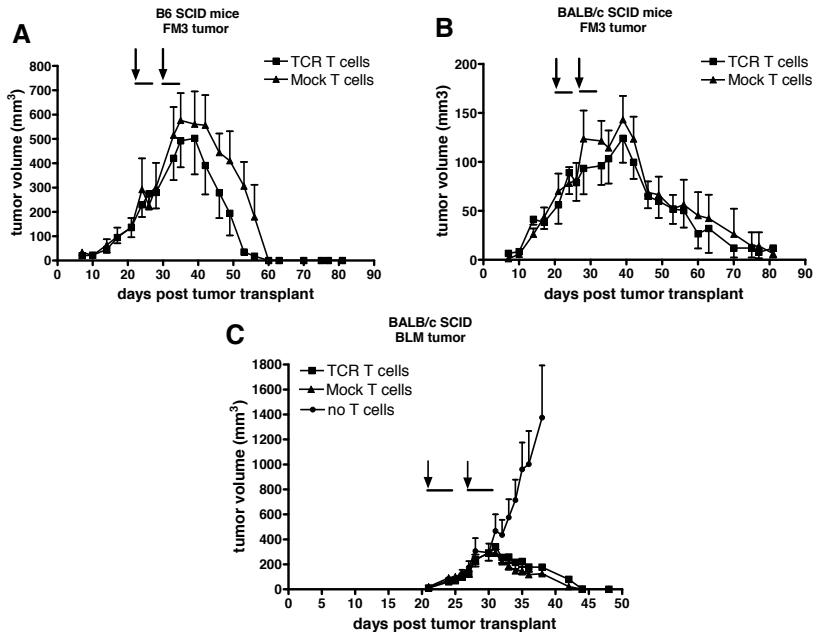 A
B6 SCID mice
FM3 tumor
TCR T cells
Mock T cells
tumor volume (mm³)
800
700
600
500
400
300
200
100
0
0 10 20 30 40 50 60 70 80 90
days post tumor transplant
B
BALB/c SCID mice
FM3 tumor
TCR T cells
Mock T cells
tumor volume (mm3)
200
150
100
50
0
0 10 20 30 40 50 60 70 80 90
days post tumor transplant
C
BALB/c SCID
BLM tumor
TCR T cells
Mock T cells
no T cells
tumor volume (mm³)
1800
1600
1400
1200
1000
800
600
400
200
0
0 5 10 15 20 25 30 35 40 45 50
days post tumor transplant